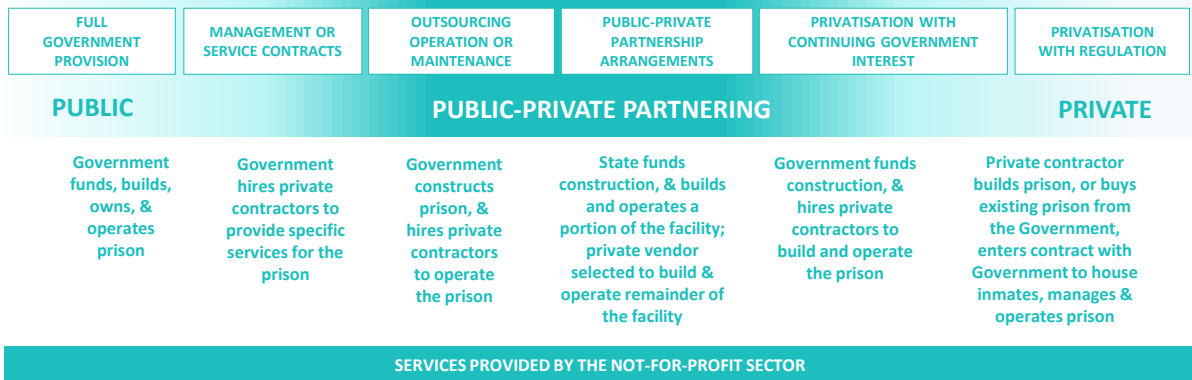 FULL
GOVERNMENT
PROVISION
MANAGEMENT OR
SERVICE CONTRACTS
OUTSOURCING
OPERATION OR
MAINTENANCE
PUBLIC-PRIVATE
PARTNERSHIP
ARRANGEMENTS
PRIVATISATION WITH
CONTINUING GOVERNMENT
INTEREST
PRIVATISATION
WITH REGULATION
PUBLIC
PUBLIC-PRIVATE PARTNERING
PRIVATE
Government
funds, builds,
owns, &
operates
prison
Government
hires private
contractors to
provide specific
services for the
prison
Government
constructs
prison, &
hires private
contractors
to operate
the prison
State funds
construction, & builds
and operates a
portion of the facility;
private vendor
selected to build &
operate remainder of
the facility
Government funds
construction, &
hires private
contractors to
build and operate
the prison
Private contractor
builds prison, or buys
existing prison from
the Government,
enters contract with
Government to house
inmates, manages &
operates prison
SERVICES PROVIDED BY THE NOT-FOR-PROFIT SECTOR